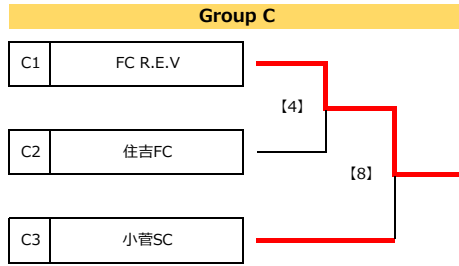 Group C
C1 FC R.E.V
【4】
C2 住吉FC
【8】
C3 小菅SC